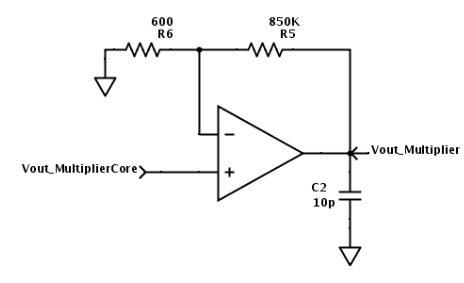 600
R6
850K
R5
−
+
Vout_MultiplierCore
Vout_Multiplier
C2
10p